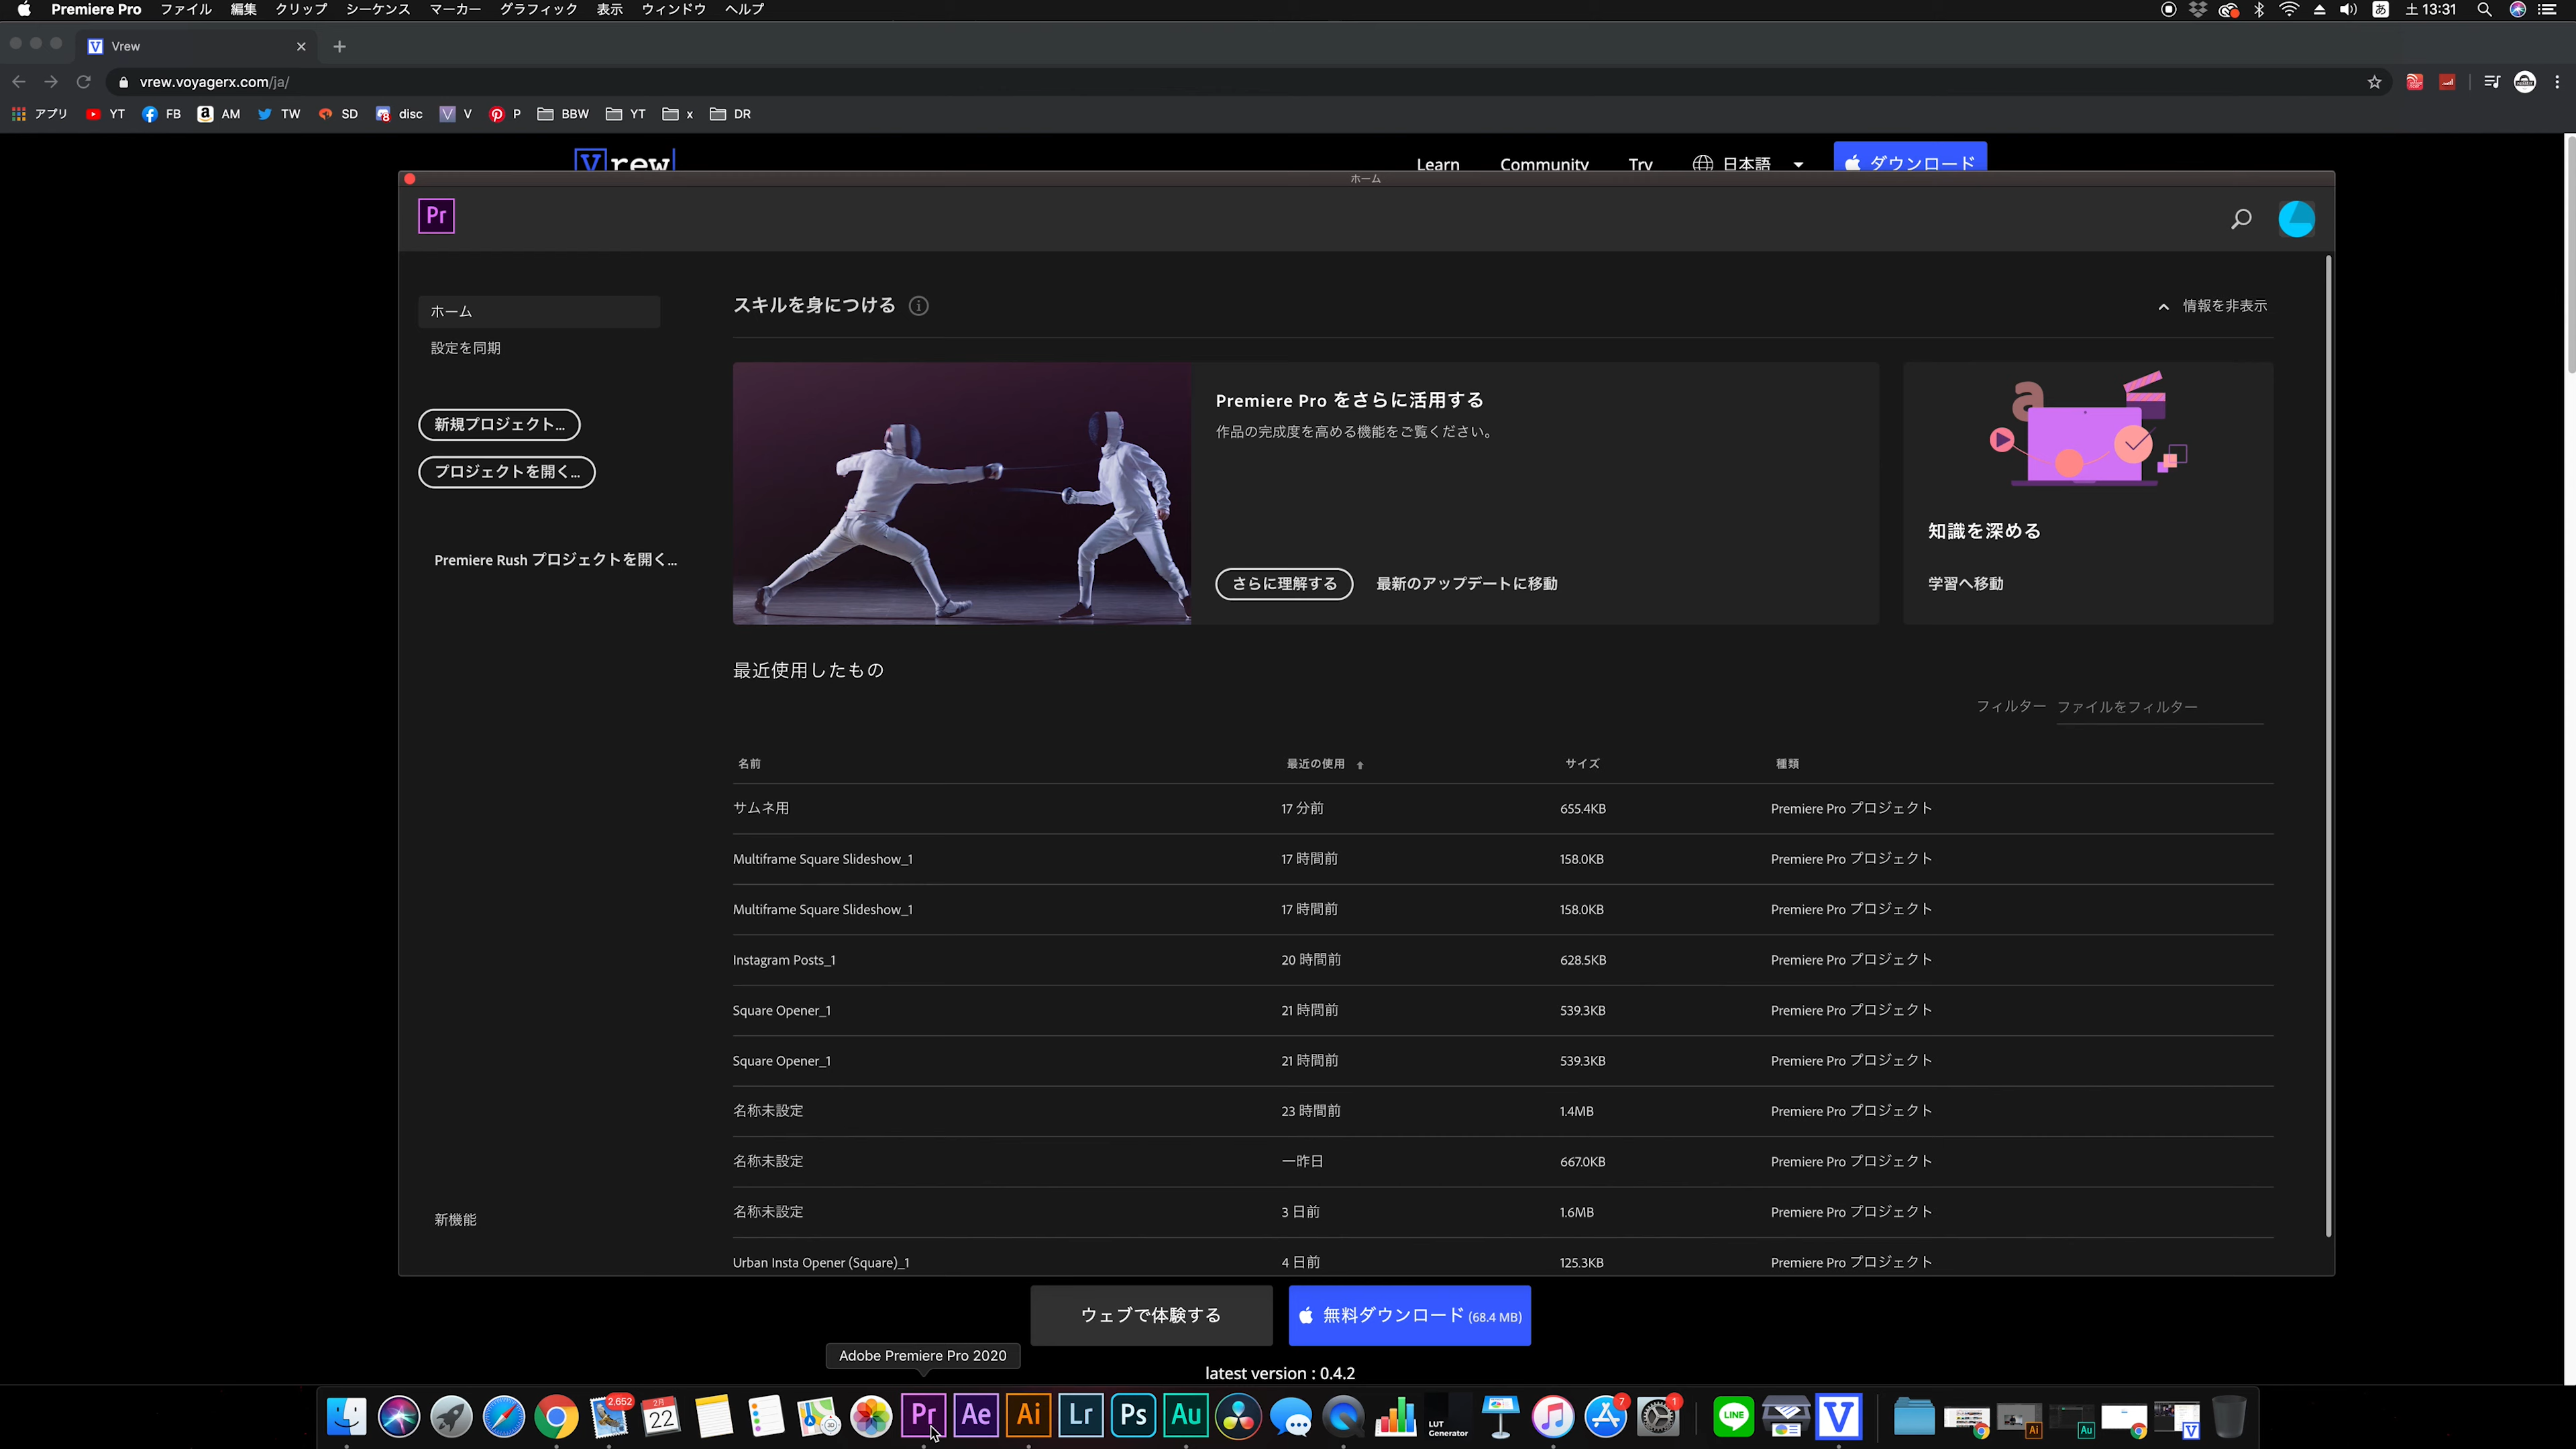 Premiere Pro ファイル 編集 クリップ シーケンス マーカー グラフィック 表示 ウィンドウ ヘルプ あ 土 13:31
V Vrew
vrew.voyagerx.com/ja/
アプリ YT FB a AM TW SD disc V V P BBW YT x DR
Vrew Learn Community Try 日本語 ダウンロード
ホーム
Pr
ホーム
設定を同期
新規プロジェクト...
プロジェクトを開く...
Premiere Rush プロジェクトを開く...
新機能
スキルを身につける 情報を非表示
Premiere Pro をさらに活用する
作品の完成度を高める機能をご覧ください。
さらに理解する 最新のアップデートに移動
a
知識を深める
学習へ移動
最近使用したもの
フィルター ファイルをフィルター
名前 最近の使用 サイズ 種類
サムネ用 17 分前 655.4KB Premiere Pro プロジェクト
Multiframe Square Slideshow_1 17 時間前 158.0KB Premiere Pro プロジェクト
Multiframe Square Slideshow_1 17 時間前 158.0KB Premiere Pro プロジェクト
Instagram Posts_1 20 時間前 628.5KB Premiere Pro プロジェクト
Square Opener_1 21 時間前 539.3KB Premiere Pro プロジェクト
Square Opener_1 21 時間前 539.3KB Premiere Pro プロジェクト
名称未設定 23 時間前 1.4MB Premiere Pro プロジェクト
名称未設定 一昨日 667.0KB Premiere Pro プロジェクト
名称未設定 3 日前 1.6MB Premiere Pro プロジェクト
Urban Insta Opener (Square)_1 4 日前 125.3KB Premiere Pro プロジェクト
ウェブで体験する 無料ダウンロード (68.4 MB)
Adobe Premiere Pro 2020
latest version : 0.4.2
2,652 2月 22 Pr Ae Ai Lr Ps Au LUT Generator 7 1 LINE V Ai Au V